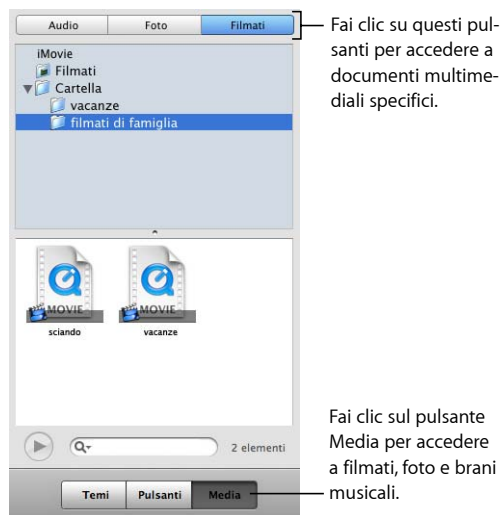 Audio Foto Filmati
Fai clic su questi pul-
santi per accedere a
documenti multime-
diali specifici.
iMovie
Filmati
Cartella
vacanze
filmati di famiglia
MOVIE MOVIE
sciando vacanze
2 elementi
Temi Pulsanti Media
Fai clic sul pulsante
Media per accedere
a filmati, foto e brani
musicali.